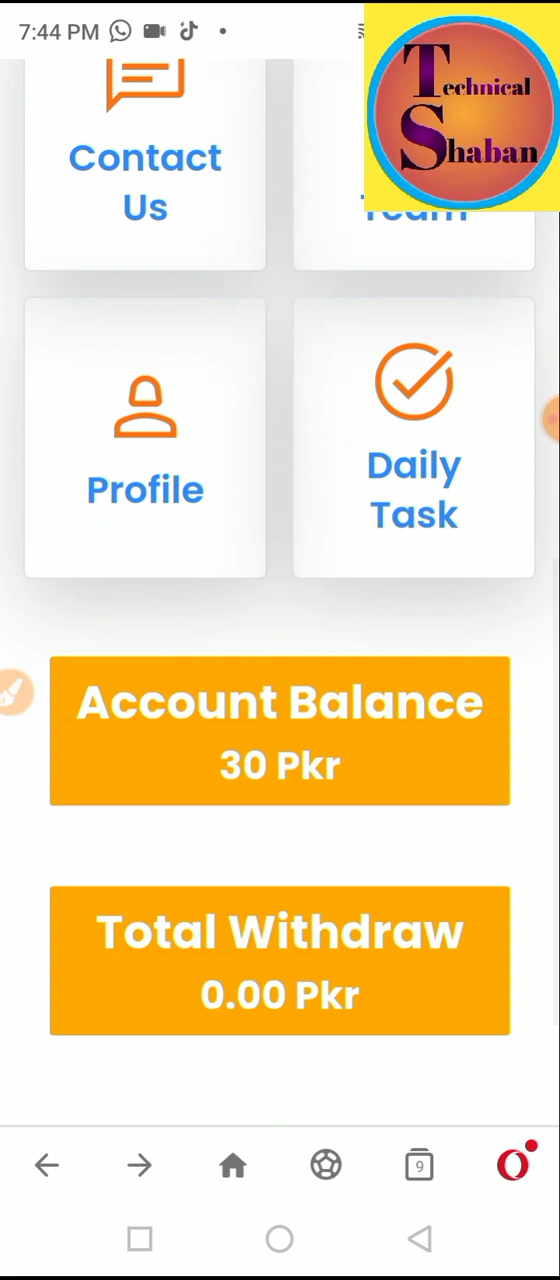 7:44 PM
Technical
Shaban
Contact
Us
Team
Profile
Daily
Task
Account Balance
30 Pkr
Total Withdraw
0.00 Pkr
9